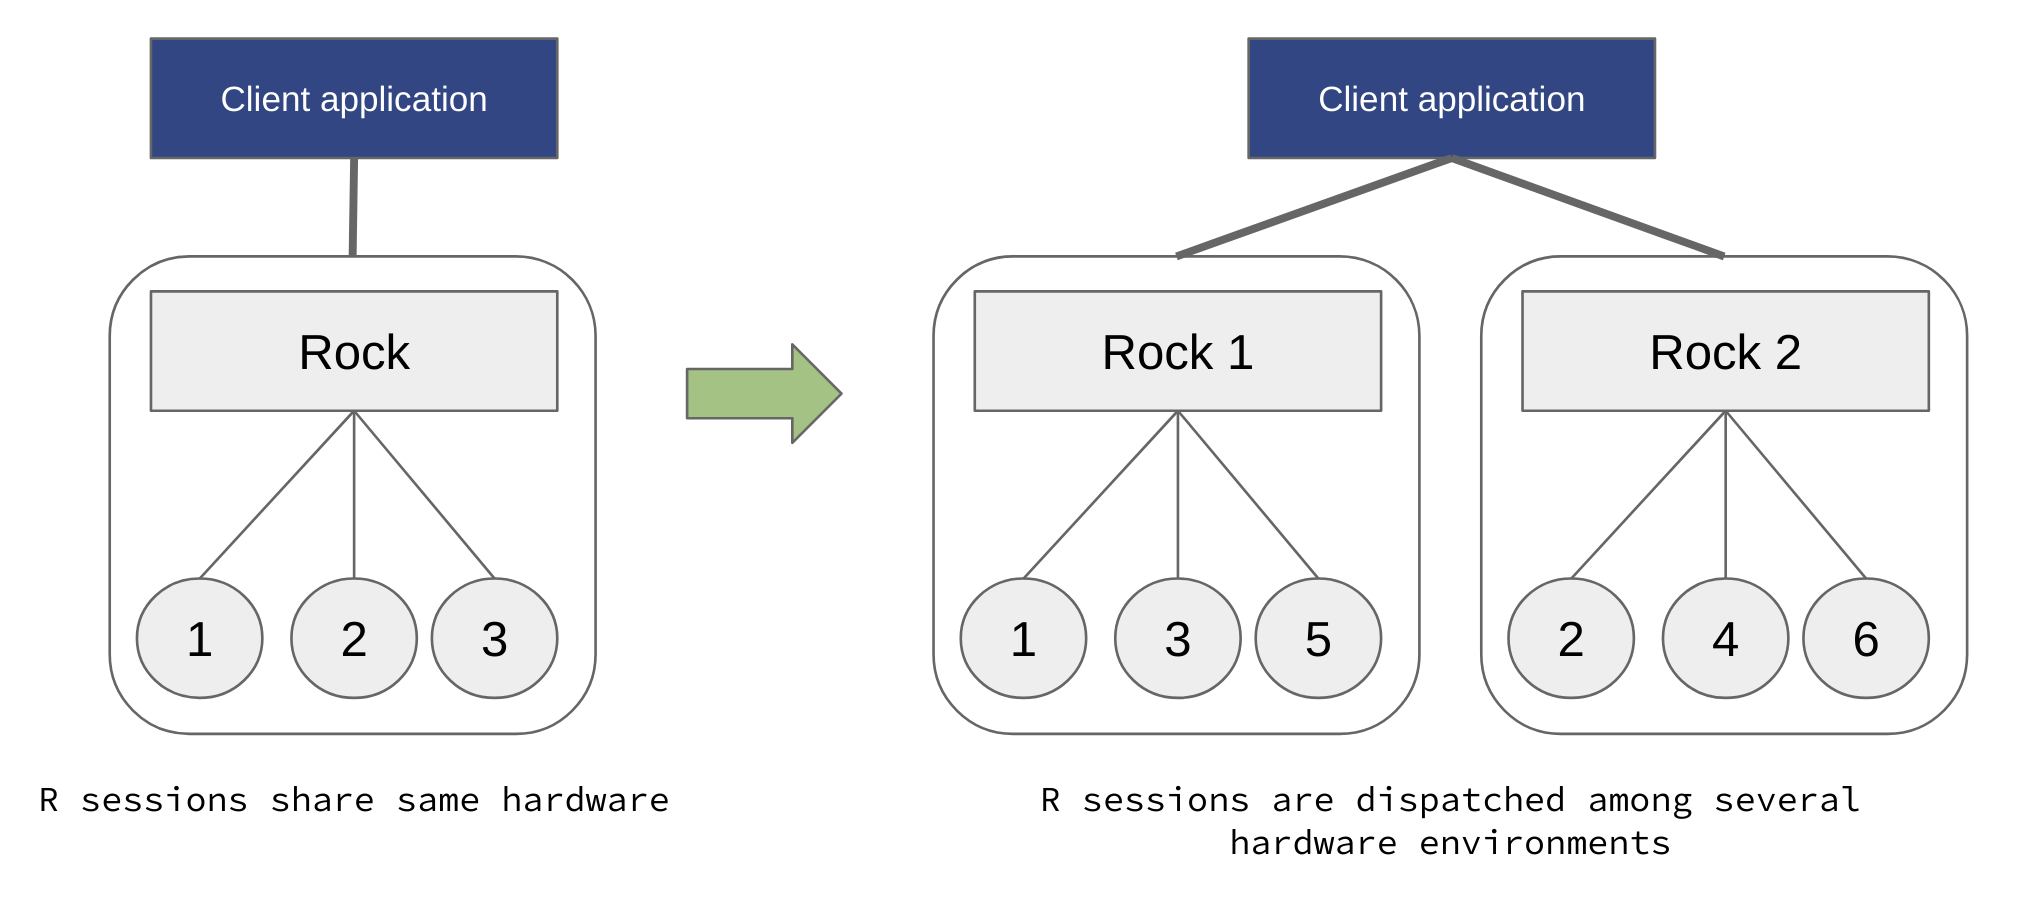 Client application
Rock
1
2
3
R sessions share same hardware
Client application
Rock 1
1
3
5
Rock 2
2
4
6
R sessions are dispatched among several
hardware environments